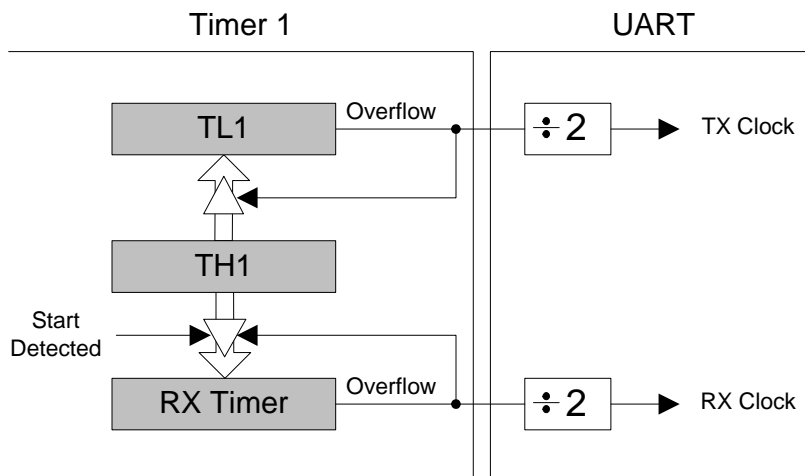 Timer 1
UART
TL1
Overflow
÷2
TX Clock
TH1
Start
Detected
RX Timer
Overflow
÷2
RX Clock